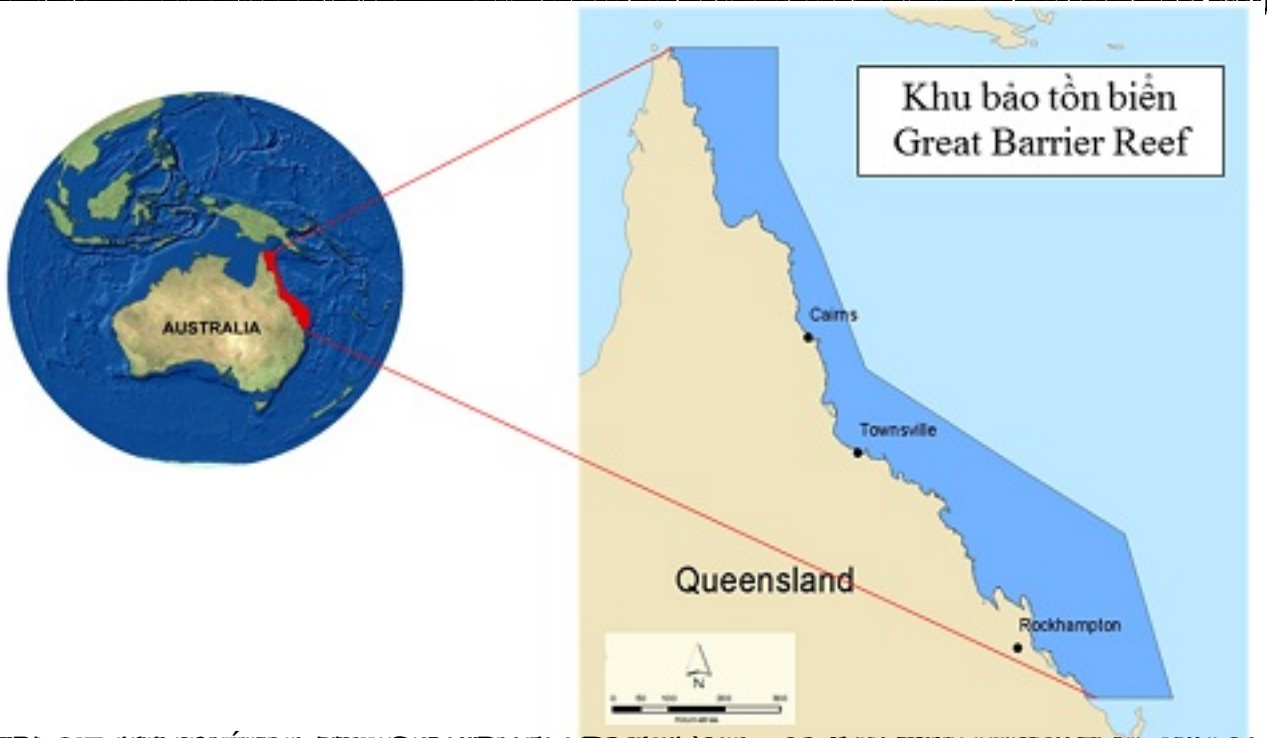 Khu bảo tồn biển
Great Barrier Reef
AUSTRALIA
Cairns
Townsville
Queensland
Rockhampton
N